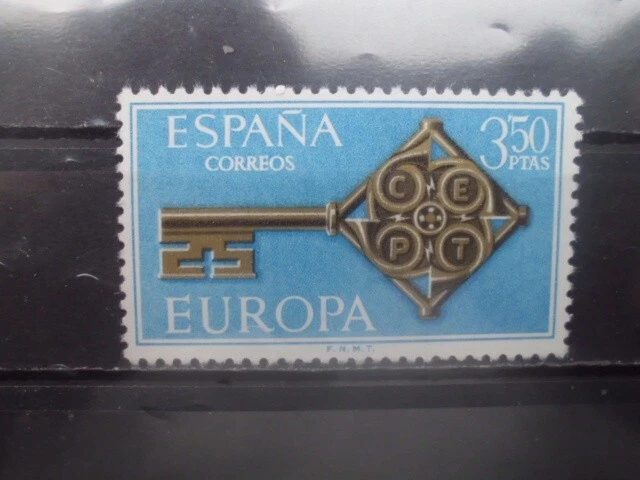 ESPAÑA
CORREOS
3'50
PTAS
C E
P T
EUROPA
F.N.M.T.